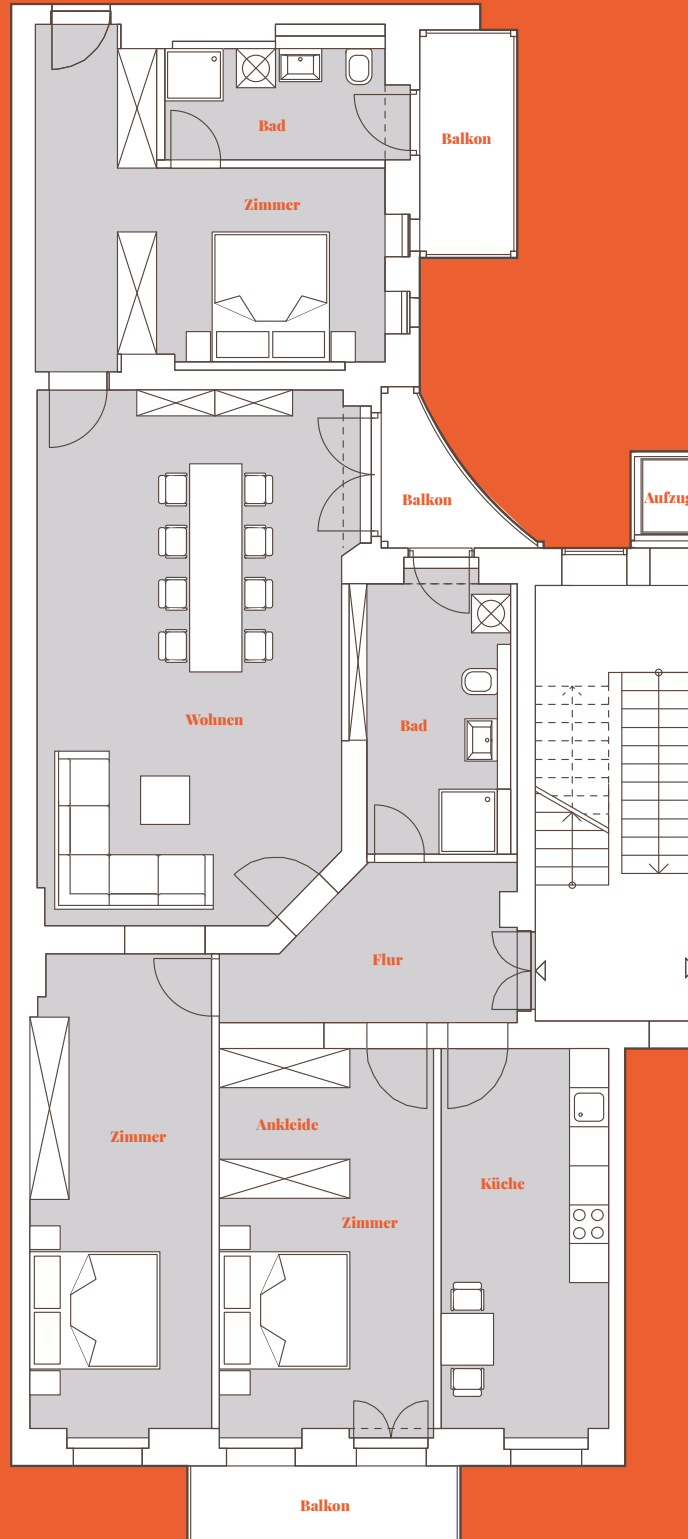 Bad
Balkon
Zimmer
Balkon
Aufzug
Wohnen
Bad
Flur
Ankleide
Zimmer
Küche
Zimmer
Balkon